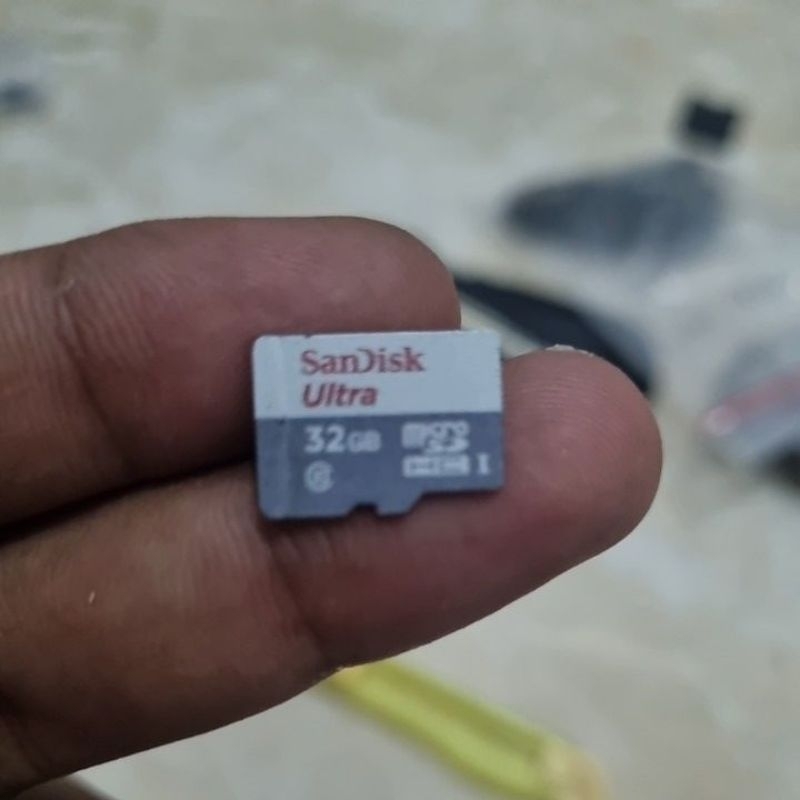 SanDisk
Ultra
32GB micro SD
HC I